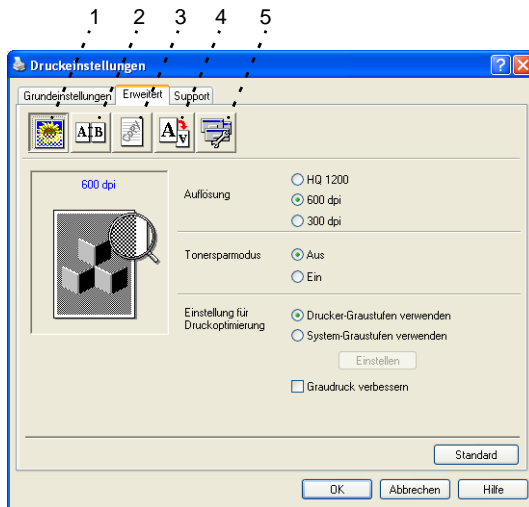 1 2 3 4 5
Druckeinstellungen
Grundeinstellungen Erweitert Support
A B A V
600 dpi
Auflösung
HQ 1200
600 dpi
300 dpi
Tonersparmodus
Aus
Ein
Einstellung für
Druckoptimierung
Drucker-Graustufen verwenden
System-Graustufen verwenden
Einstellen
Graudruck verbessern
Standard
OK Abbrechen Hilfe